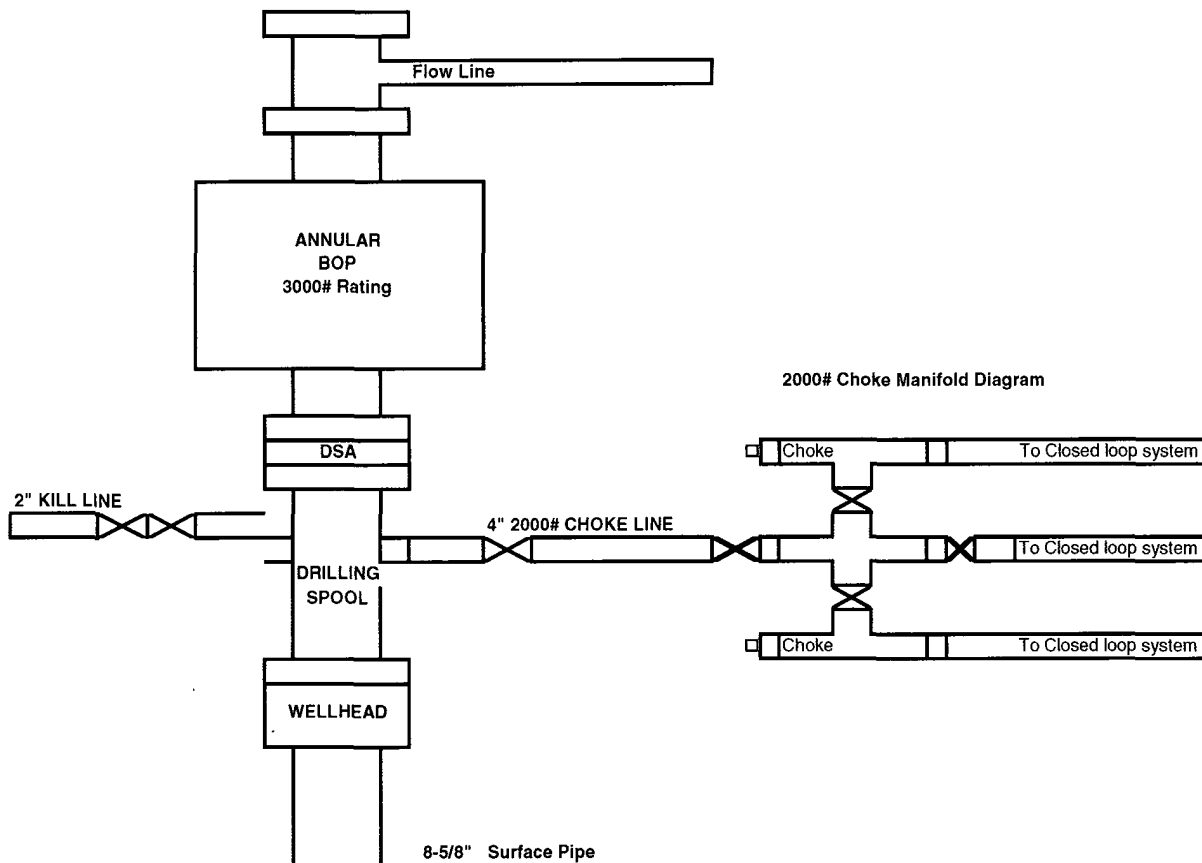 Flow Line
ANNULAR
BOP
3000# Rating
2000# Choke Manifold Diagram
DSA
Choke
To Closed loop system
2" KILL LINE
4" 2000# CHOKE LINE
To Closed loop system
DRILLING
SPOOL
Choke
To Closed loop system
WELLHEAD
8-5/8" Surface Pipe